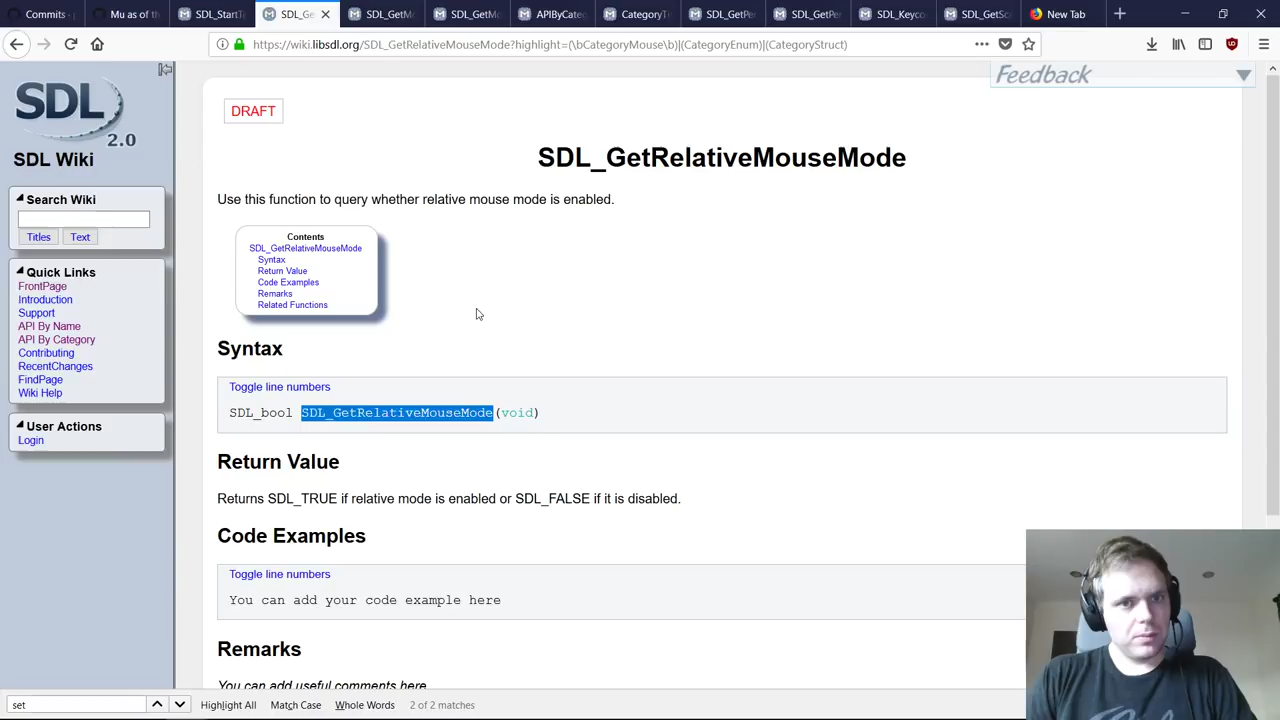 Commits -
Mu as of th
SDL_StartT
SDL_Ge
SDL_GetMo
SDL_GetMo
APIByCate
CategoryT
SDL_GetPer
SDL_GetPer
SDL_Keyco
SDL_GetSc
New Tab
https://wiki.libsdl.org/SDL_GetRelativeMouseMode?highlight=(\bCategoryMouse\b)|(CategoryEnum)|(CategoryStruct)
Feedback
SDL
2.0
SDL Wiki
Search Wiki
Titles
Text
Quick Links
FrontPage
Introduction
Support
API By Name
API By Category
Contributing
RecentChanges
FindPage
Wiki Help
User Actions
Login
DRAFT
SDL_GetRelativeMouseMode
Use this function to query whether relative mouse mode is enabled.
Contents
SDL_GetRelativeMouseMode
Syntax
Return Value
Code Examples
Remarks
Related Functions
Syntax
Toggle line numbers
SDL_bool SDL_GetRelativeMouseMode(void)
Return Value
Returns SDL_TRUE if relative mode is enabled or SDL_FALSE if it is disabled.
Code Examples
Toggle line numbers
You can add your code example here
Remarks
You can add useful comments here
set
Highlight All
Match Case
Whole Words
2 of 2 matches